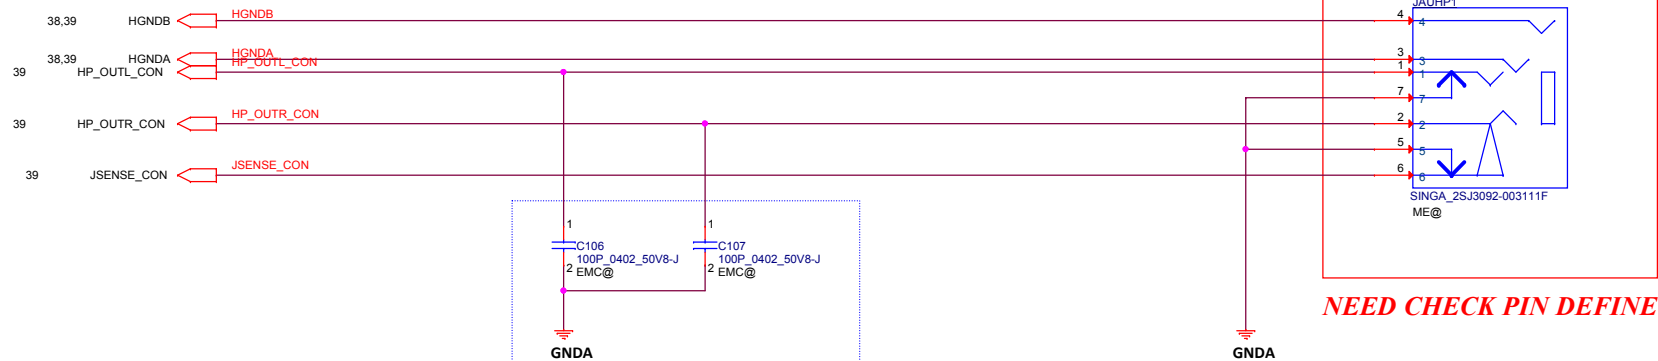 JAUHP1
38,39 HGNDB HGNDB 4 4
38,39 HGNDA HGNDA 3 3
39 HP_OUTL_CON HP_OUTL_CON 1 1
7 7
39 HP_OUTR_CON HP_OUTR_CON 2 2
5 5
39 JSENSE_CON JSENSE_CON 6 6
SINGA_2SJ3092-003111F
ME@
1 1
C106 C107
100P_0402_50V8-J 100P_0402_50V8-J
2 EMC@ 2 EMC@
NEED CHECK PIN DEFINE
GNDA GNDA